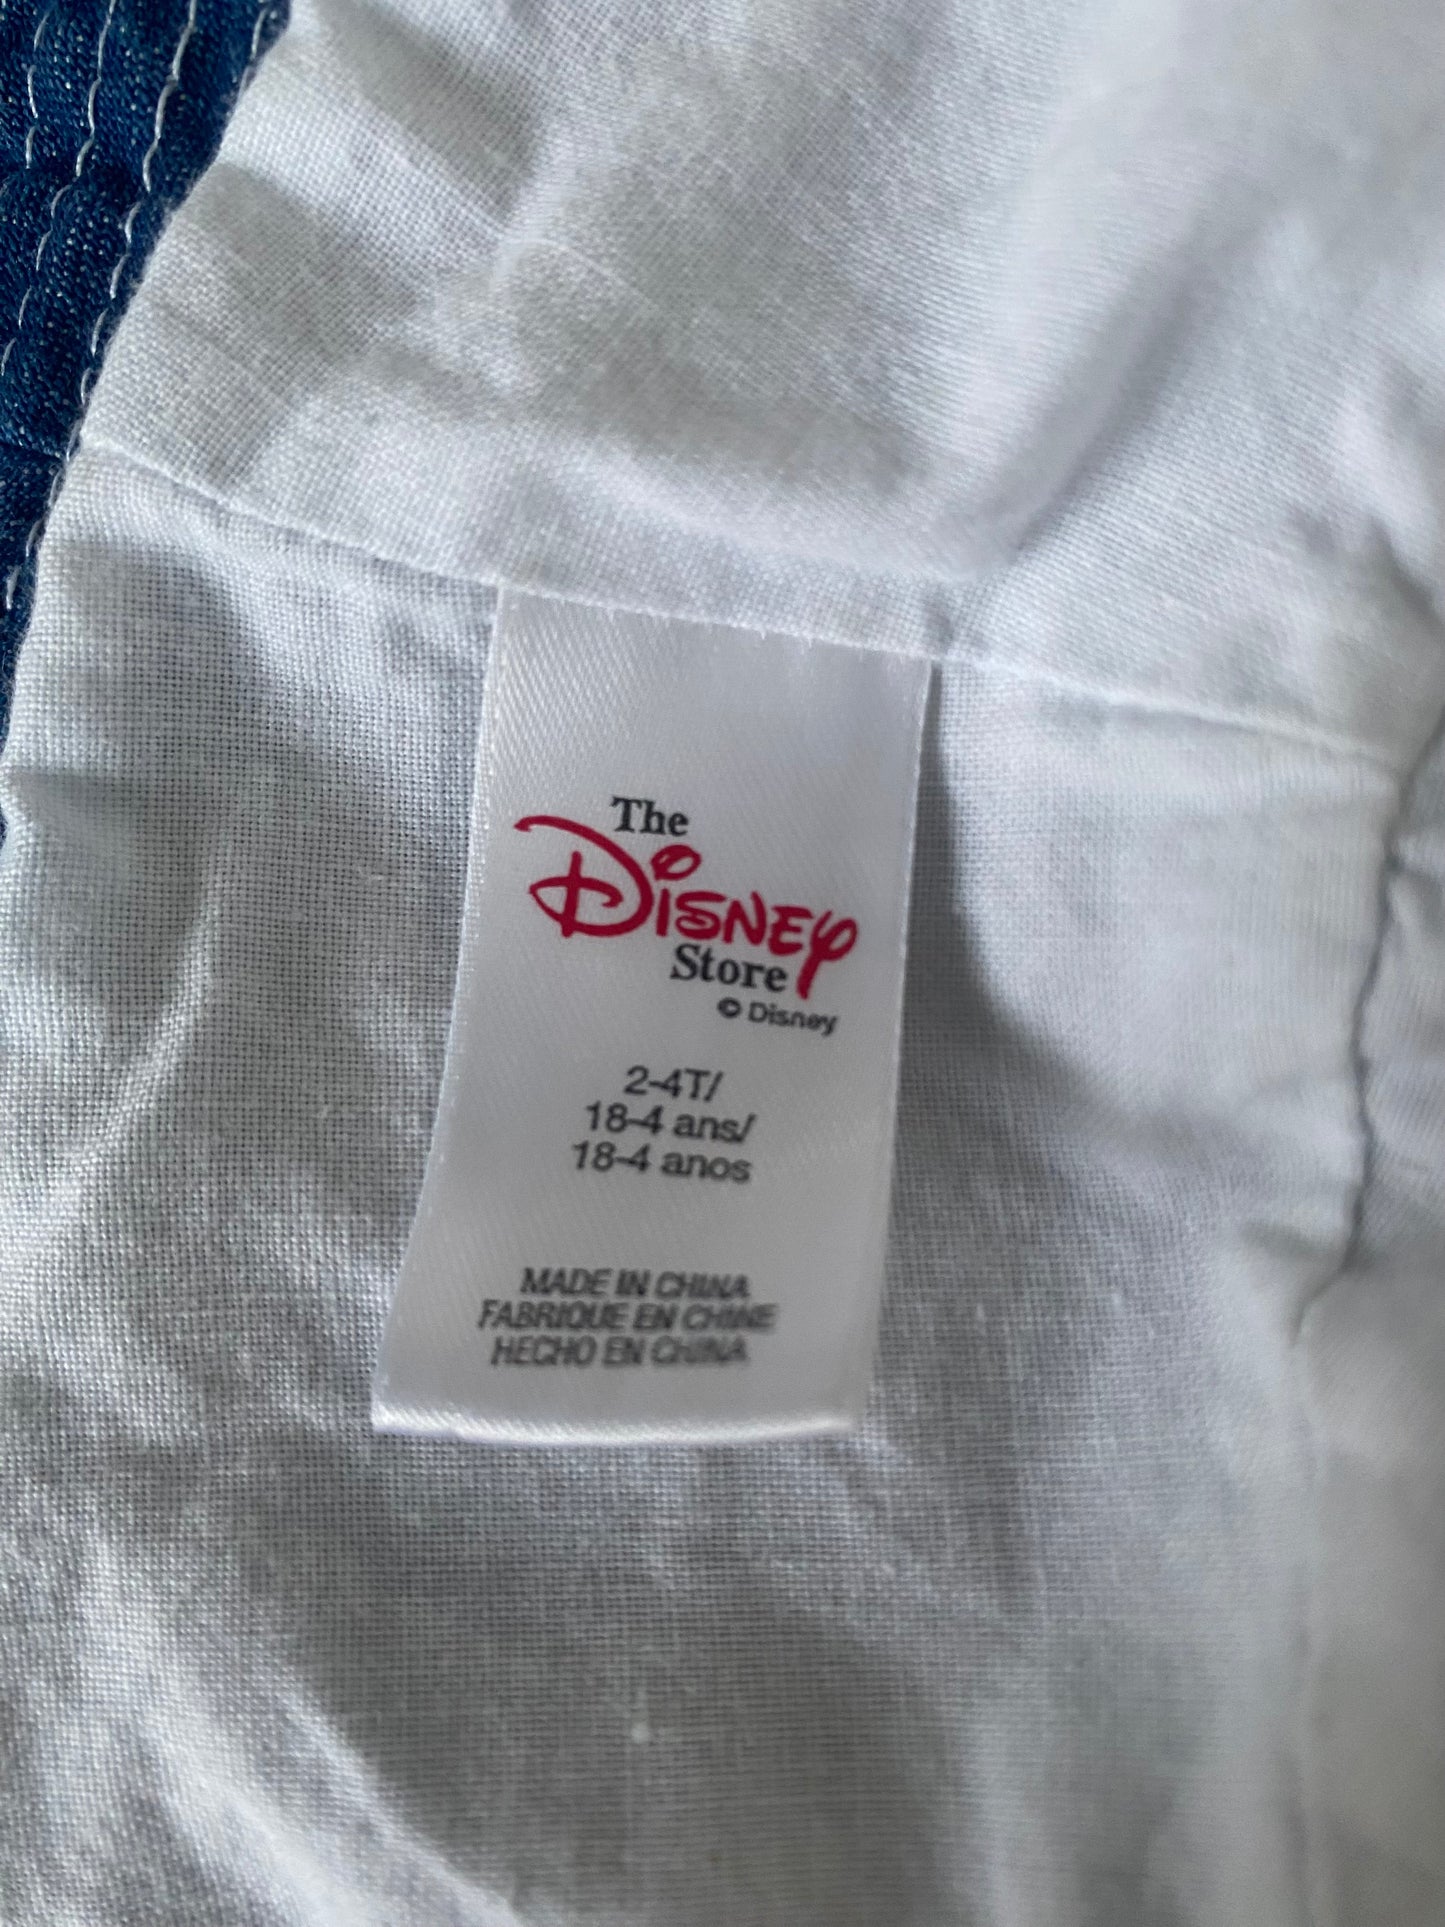 The
Disney
Store
© Disney
2-4T/
18-4 ans/
18-4 anos
MADE IN CHINA
FABRIQUE EN CHINE
HECHO EN CHINA